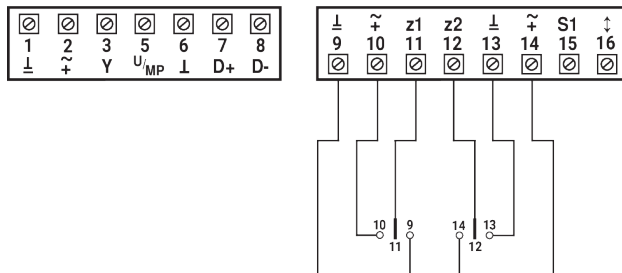 1 2 3 5 6 7 8
⏚ ~+ Y U/MP ⊥ D+ D-
⏚ ~+ z1 z2 ⏚ ~+ S1 ↕
9 10 11 12 13 14 15 16
10 9 14 13
11 12